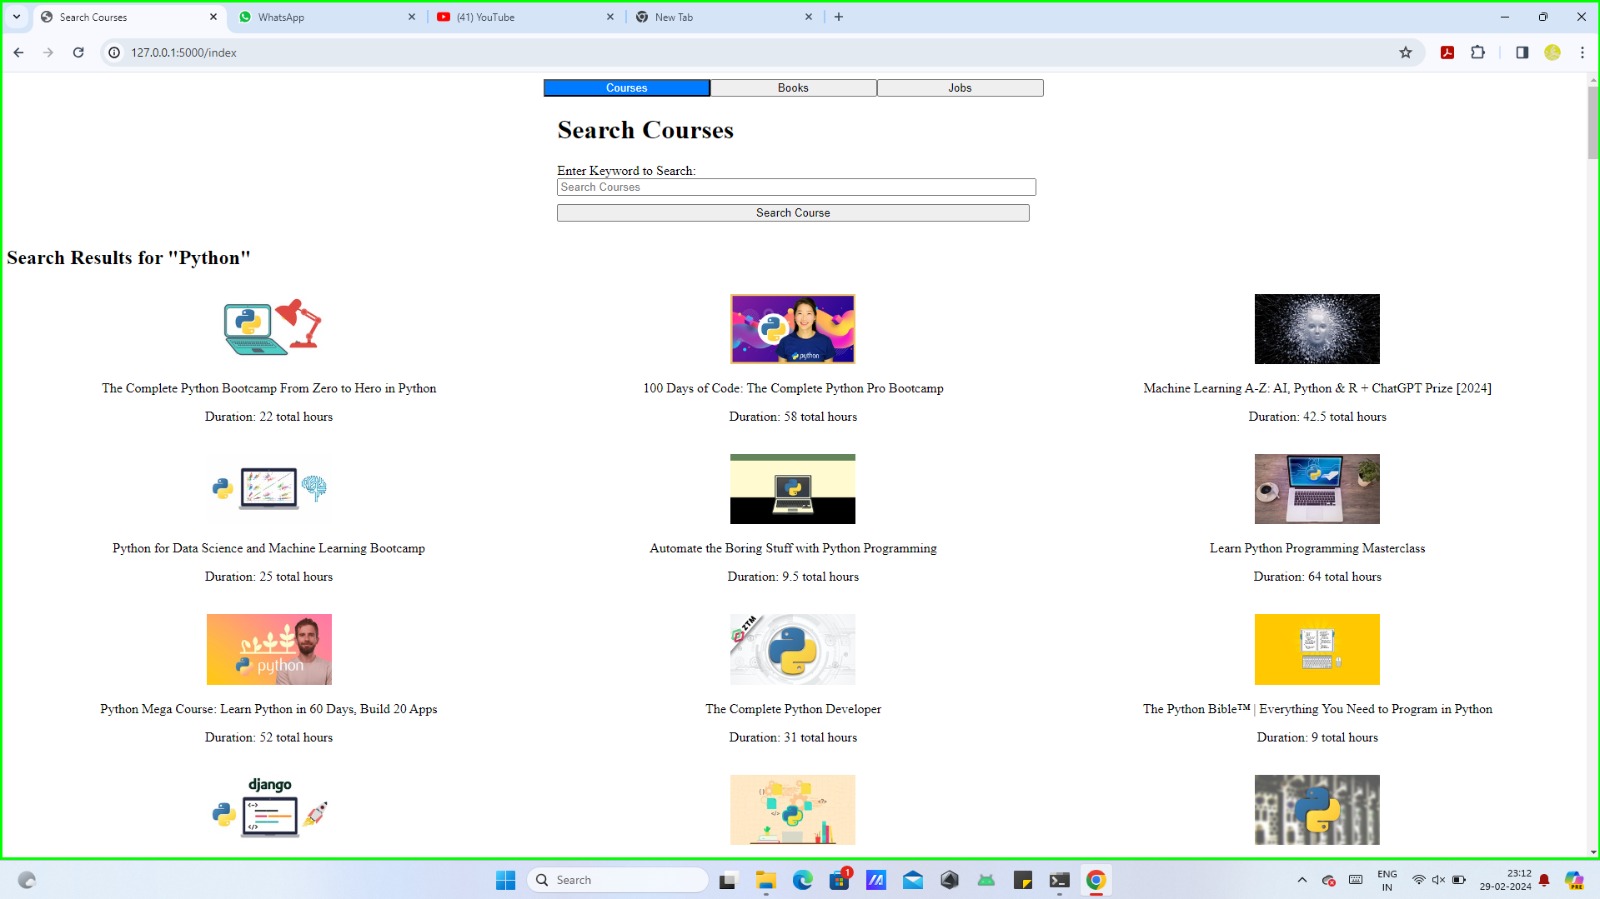 Search Courses
WhatsApp
(41) YouTube
New Tab
127.0.0.1:5000/index
Courses
Books
Jobs
Search Courses
Enter Keyword to Search:
Search Courses
Search Course
Search Results for "Python"
python
The Complete Python Bootcamp From Zero to Hero in Python
100 Days of Code: The Complete Python Pro Bootcamp
Machine Learning A-Z: AI, Python & R + ChatGPT Prize [2024]
Duration: 22 total hours
Duration: 58 total hours
Duration: 42.5 total hours
Python for Data Science and Machine Learning Bootcamp
Automate the Boring Stuff with Python Programming
Learn Python Programming Masterclass
Duration: 25 total hours
Duration: 9.5 total hours
Duration: 64 total hours
python
ZTM
Python Mega Course: Learn Python in 60 Days, Build 20 Apps
The Complete Python Developer
The Python Bible™ | Everything You Need to Program in Python
Duration: 52 total hours
Duration: 31 total hours
Duration: 9 total hours
django
Search
1
ENG
IN
23:12
29-02-2024
PRE